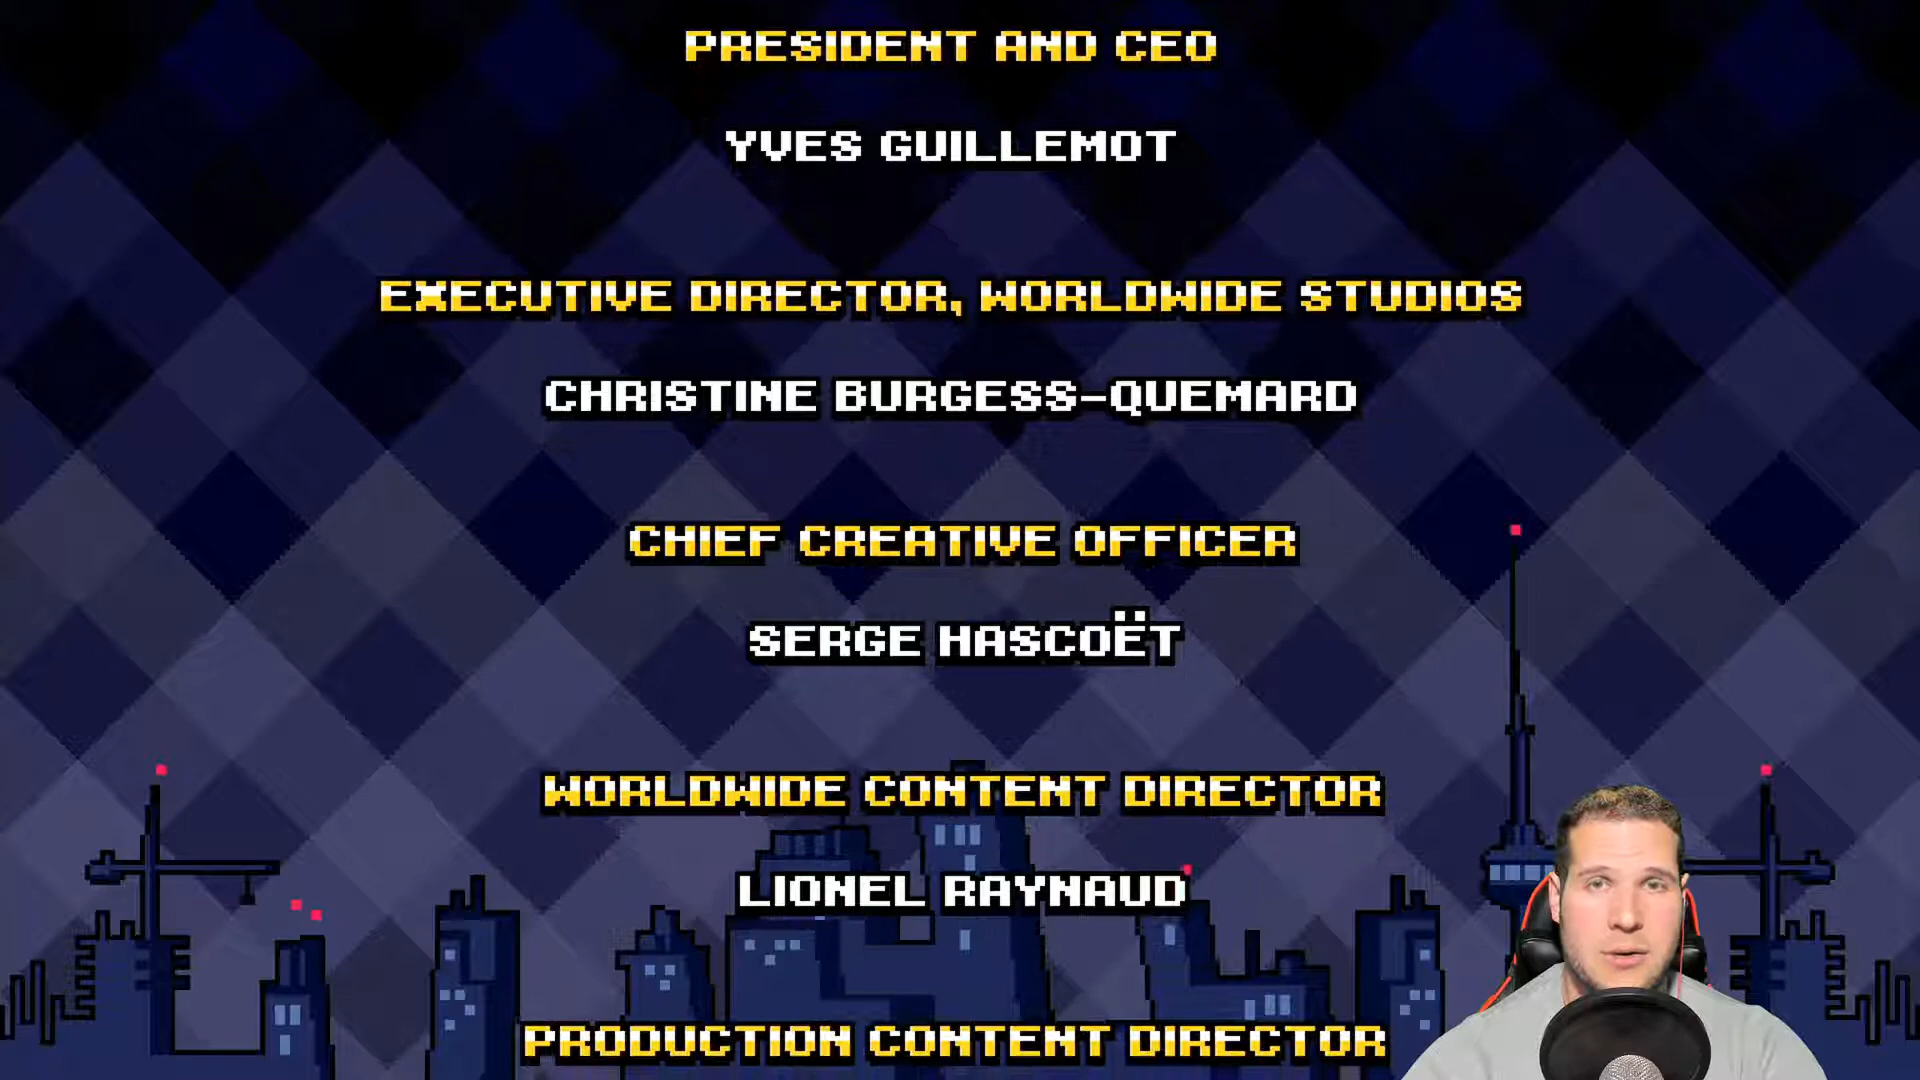 PRESIDENT AND CEO
YVES GUILLEMOT
EXECUTIVE DIRECTOR, WORLDWIDE STUDIOS
CHRISTINE BURGESS-QUEMARD
CHIEF CREATIVE OFFICER
SERGE HASCOËT
WORLDWIDE CONTENT DIRECTOR
LIONEL RAYNAUD
PRODUCTION CONTENT DIRECTOR